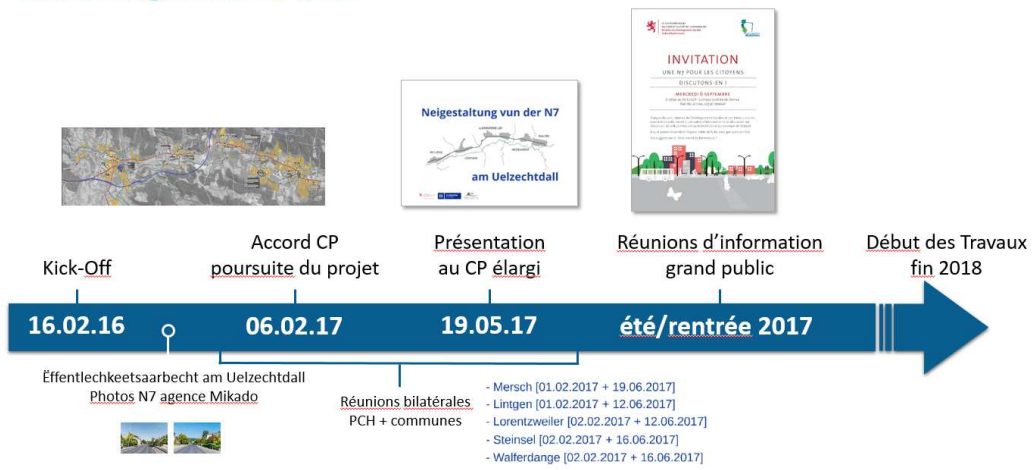 INVITATION
UNE N7 POUR LES CITOYENS:
DISCUTONS-EN !
MERCREDI 6 SEPTEMBRE
Neigestaltung vun der N7
am Uelzechtdall
Kick-Off
Accord CP
poursuite du projet
Présentation
au CP élargi
Réunions d’information
grand public
Début des Travaux
fin 2018
16.02.16
06.02.17
19.05.17
été/rentrée 2017
Ëffentlechkeetsaarbecht am Uelzechtdall
Photos N7 agence Mikado
Réunions bilatérales
PCH + communes
- Mersch [01.02.2017 + 19.06.2017]
- Lintgen [01.02.2017 + 12.06.2017]
- Lorentzweiler [02.02.2017 + 12.06.2017]
- Steinsel [02.02.2017 + 16.06.2017]
- Walferdange [02.02.2017 + 16.06.2017]